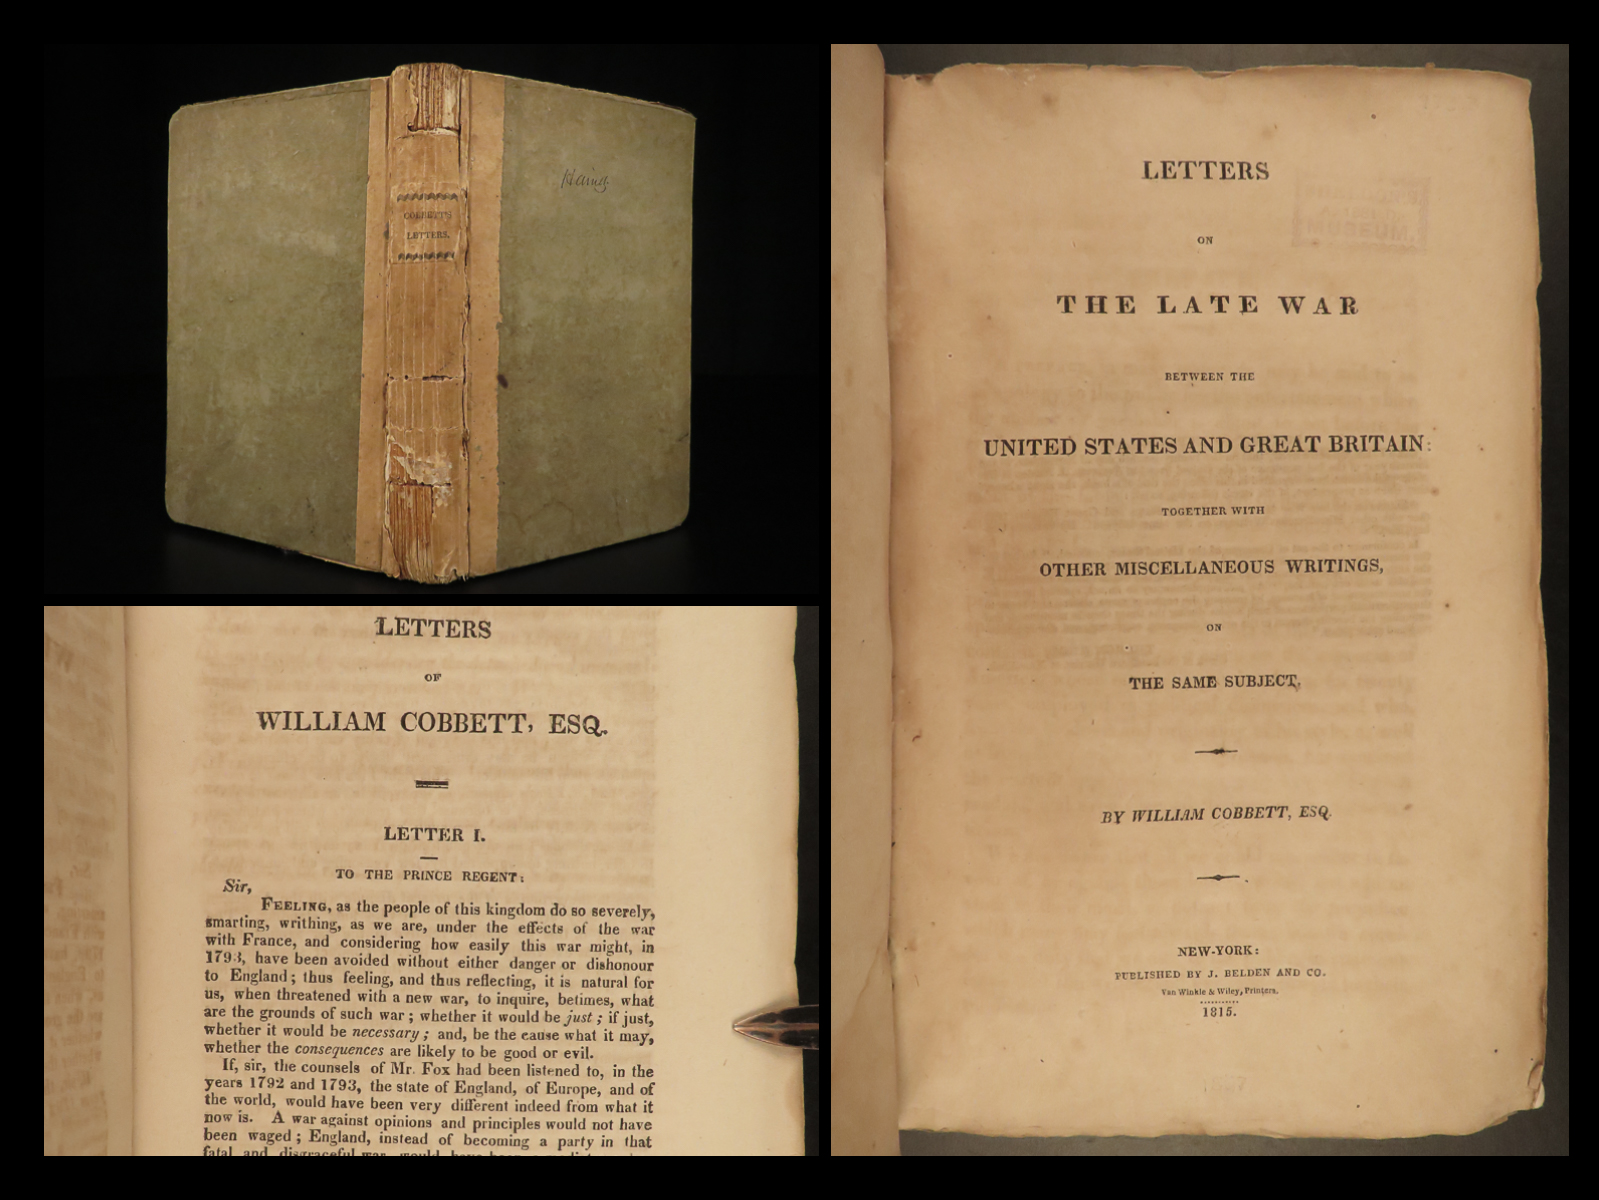 COBBETT'S
LETTERS.
LETTERS
OF
WILLIAM COBBETT, ESQ.
LETTER I.
TO THE PRINCE REGENT:
Sir,
FEELING, as the people of this kingdom do so severely,
smarting, writhing, as we are, under the effects of the war
with France, and considering how easily this war might, in
1793, have been avoided without either danger or dishonour
to England; thus feeling, and thus reflecting, it is natural for
us, when threatened with a new war, to inquire, betimes, what
are the grounds of such war; whether it would be just; if just,
whether it would be necessary; and, be the cause what it may,
whether the consequences are likely to be good or evil.
If, sir, the counsels of Mr. Fox had been listened to, in the
years 1792 and 1793, the state of England, of Europe, and of
the world, would have been very different indeed from what it
now is. A war against opinions and principles would not have
been waged; England, instead of becoming a party in that
fatal and disgraceful war, would have been
LETTERS
ON
THE LATE WAR
BETWEEN THE
UNITED STATES AND GREAT BRITAIN:
TOGETHER WITH
OTHER MISCELLANEOUS WRITINGS,
ON
THE SAME SUBJECT.
BY WILLIAM COBBETT, ESQ.
NEW-YORK:
PUBLISHED BY J. BELDEN AND CO.
Van Winkle & Wiley, Printers.
1815.
MUSEUM.